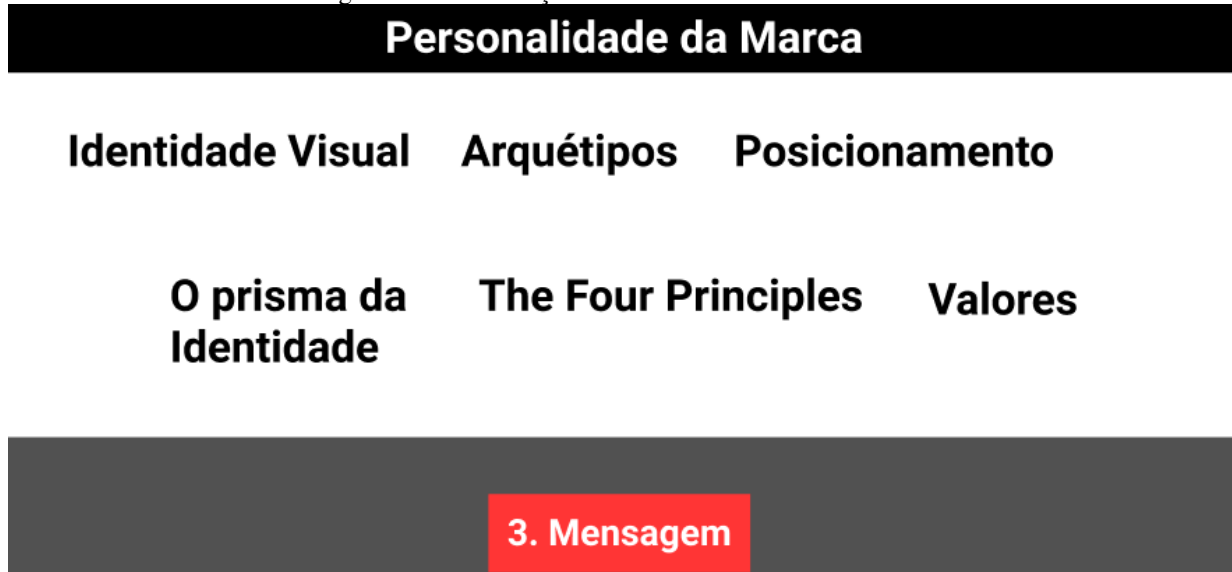 Personalidade da Marca
Identidade Visual Arquétipos Posicionamento
O prisma da Identidade
The Four Principles
Valores
3. Mensagem